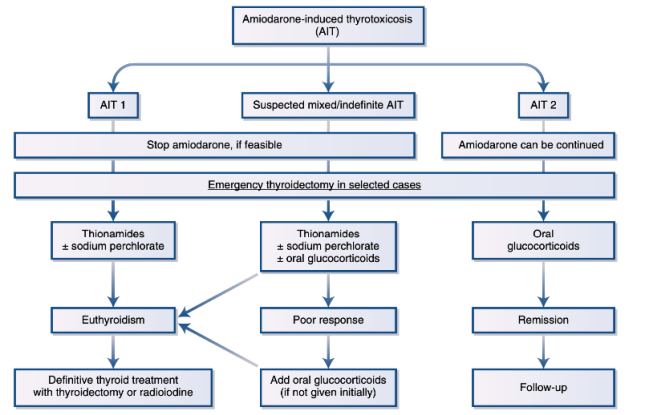 Amiodarone-induced thyrotoxicosis
(AIT)
AIT 1
Suspected mixed/indefinite AIT
AIT 2
Stop amiodarone, if feasible
Amiodarone can be continued
Emergency thyroidectomy in selected cases
Thionamides
± sodium perchlorate
Thionamides
± sodium perchlorate
± oral glucocorticoids
Oral
glucocorticoids
Euthyroidism
Poor response
Remission
Definitive thyroid treatment
with thyroidectomy or radioiodine
Add oral glucocorticoids
(if not given initially)
Follow-up